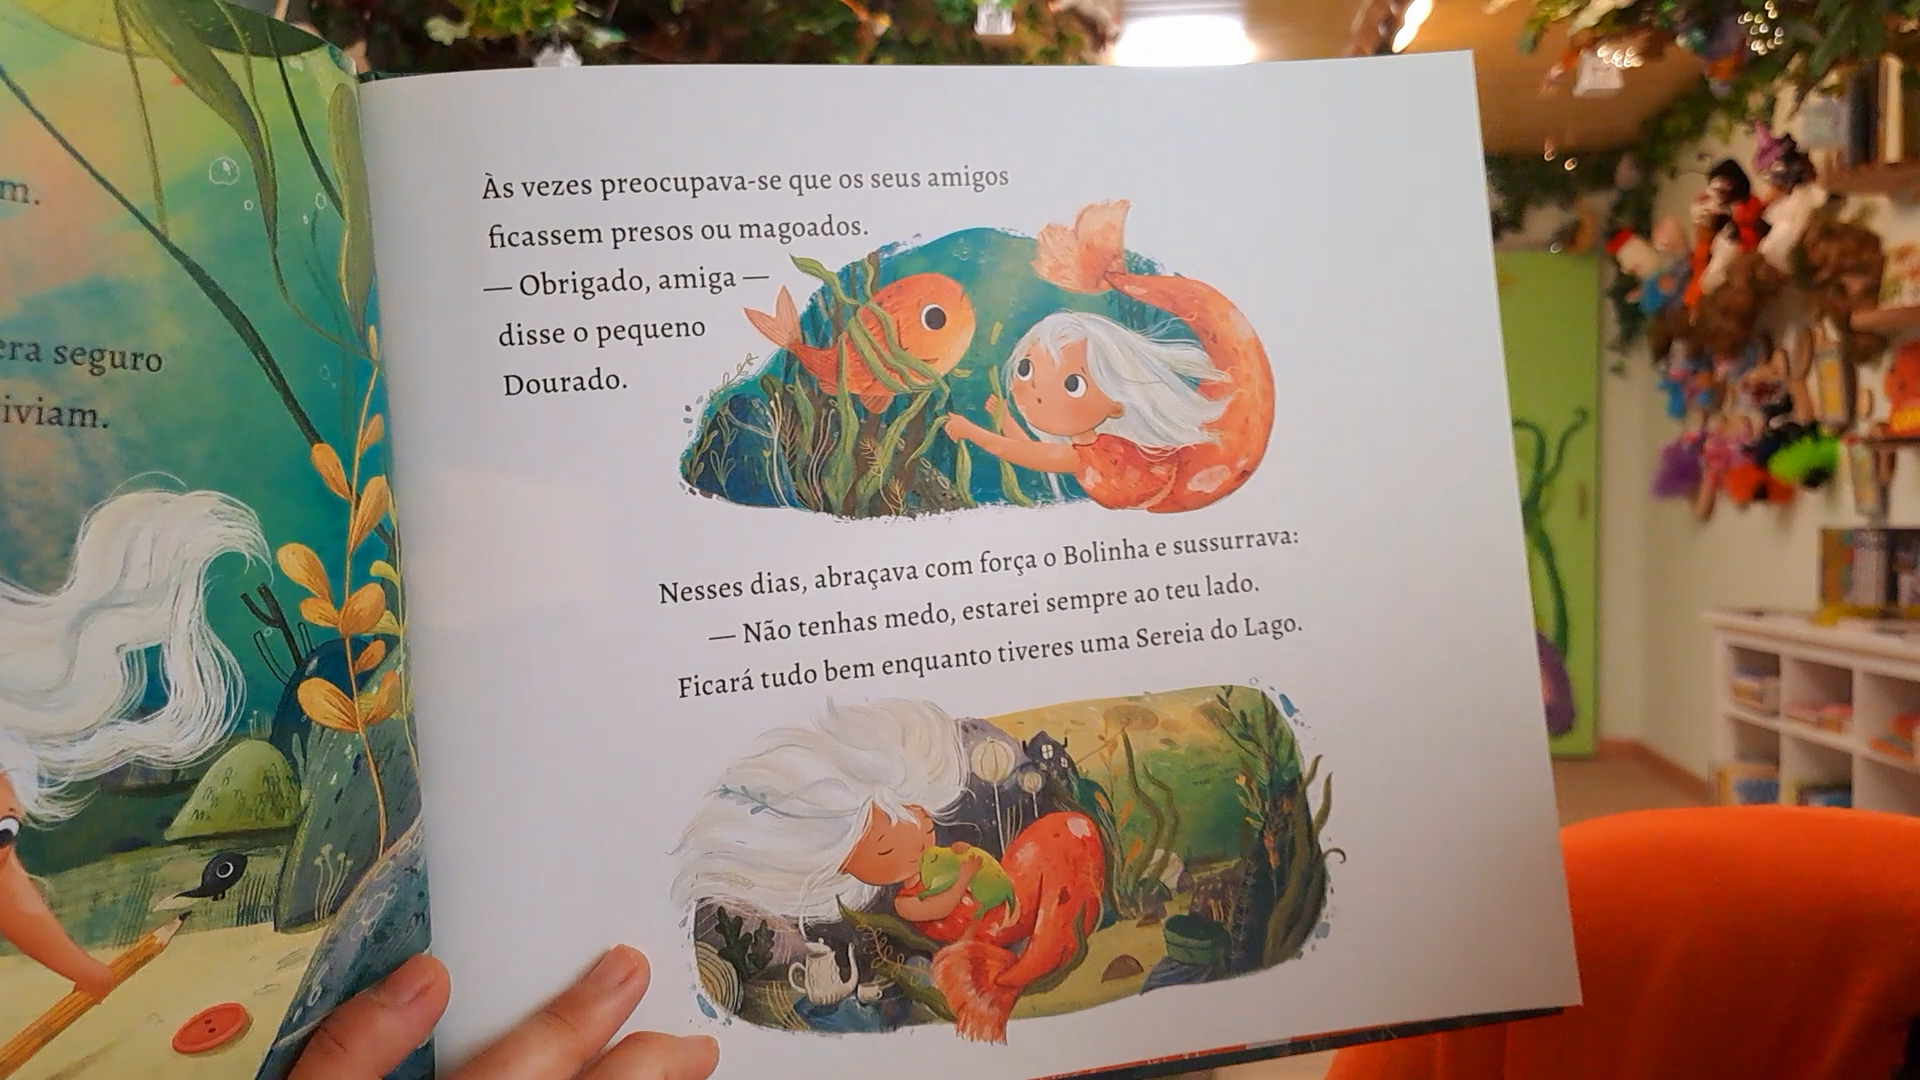 m.
era seguro
iviam.
Às vezes preocupava-se que os seus amigos
ficassem presos ou magoados.
— Obrigado, amiga —
disse o pequeno
Dourado.
Nesses dias, abraçava com força o Bolinha e sussurrava:
— Não tenhas medo, estarei sempre ao teu lado.
Ficará tudo bem enquanto tiveres uma Sereia do Lago.